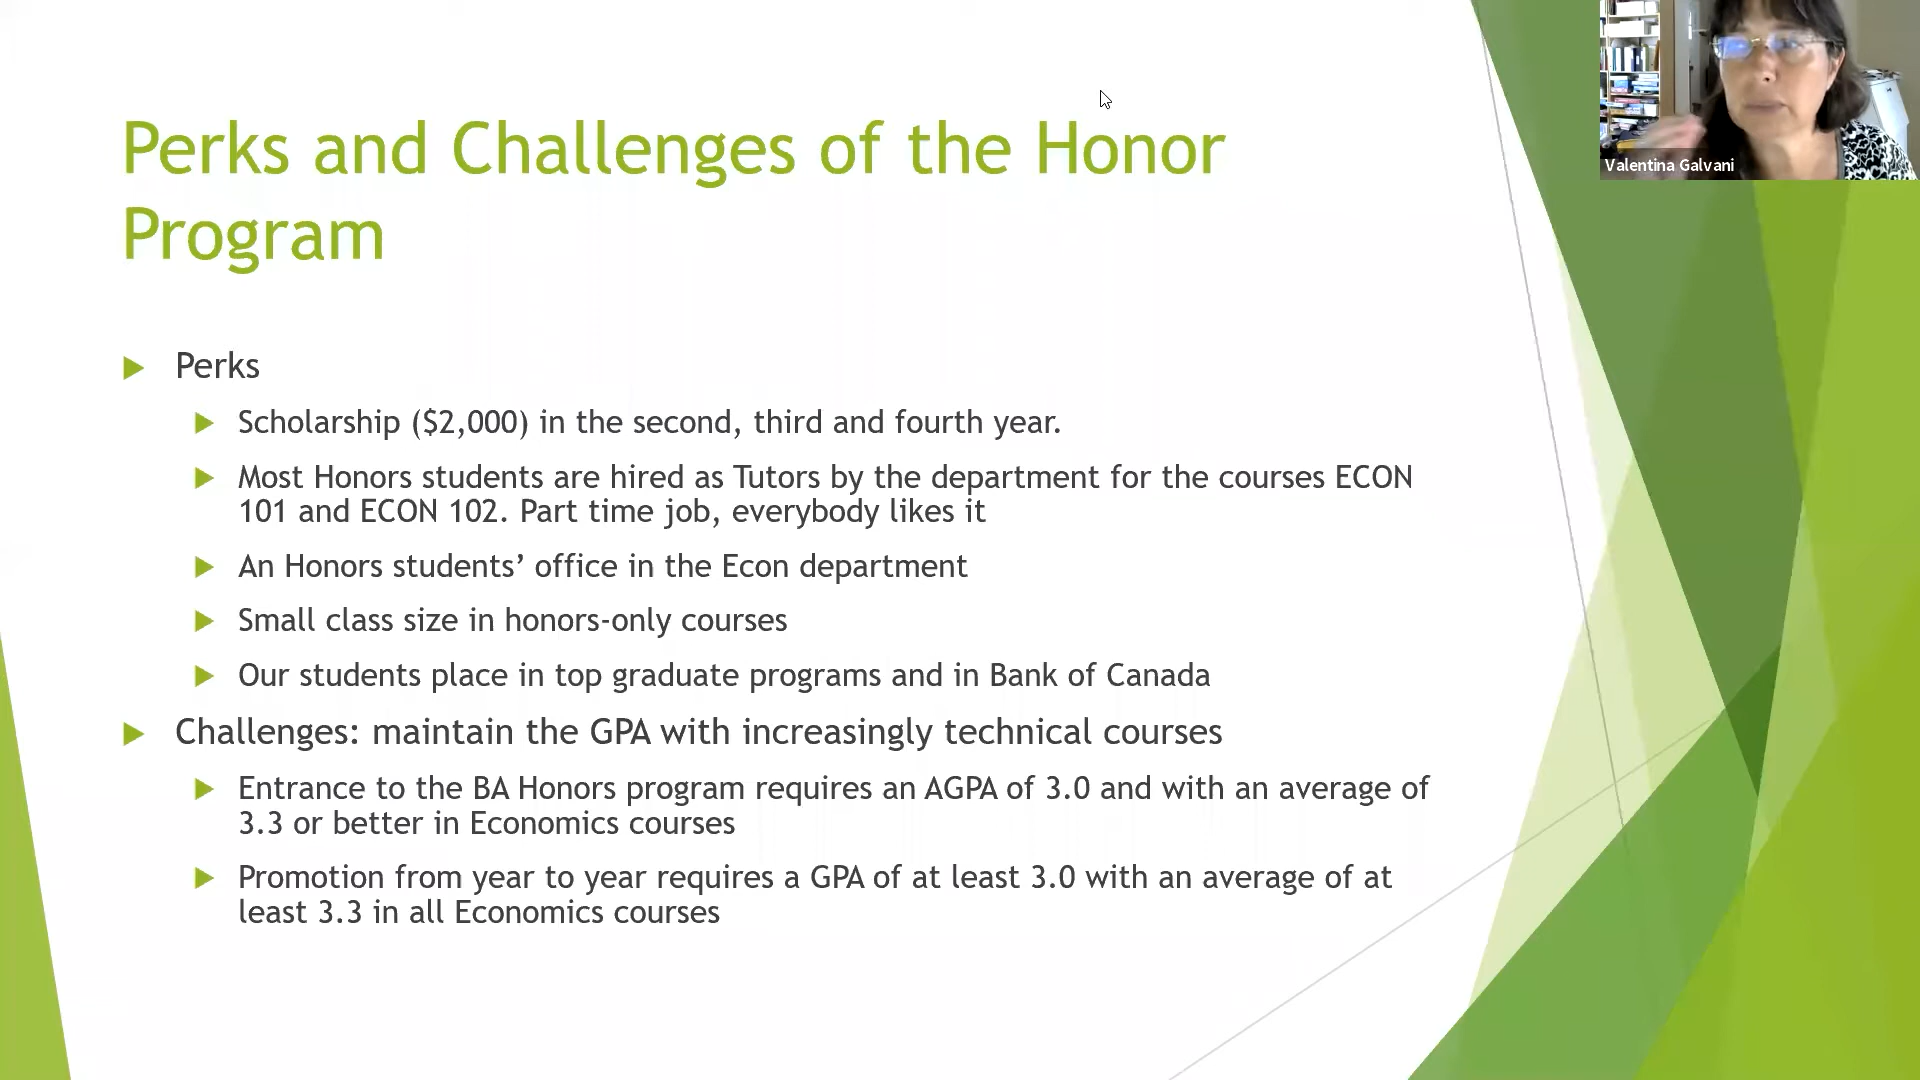 Perks and Challenges of the Honor
Program
Valentina Galvani
Perks
Scholarship ($2,000) in the second, third and fourth year.
Most Honors students are hired as Tutors by the department for the courses ECON
101 and ECON 102. Part time job, everybody likes it
An Honors students’ office in the Econ department
Small class size in honors-only courses
Our students place in top graduate programs and in Bank of Canada
Challenges: maintain the GPA with increasingly technical courses
Entrance to the BA Honors program requires an AGPA of 3.0 and with an average of
3.3 or better in Economics courses
Promotion from year to year requires a GPA of at least 3.0 with an average of at
least 3.3 in all Economics courses